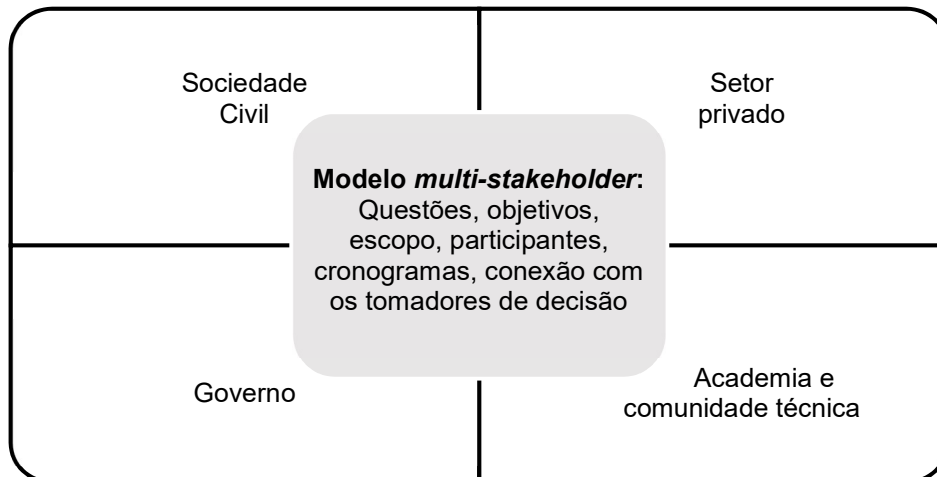 Sociedade
Civil
Setor
privado
Modelo multi-stakeholder:
Questões, objetivos,
escopo, participantes,
cronogramas, conexão com
os tomadores de decisão
Governo
Academia e
comunidade técnica